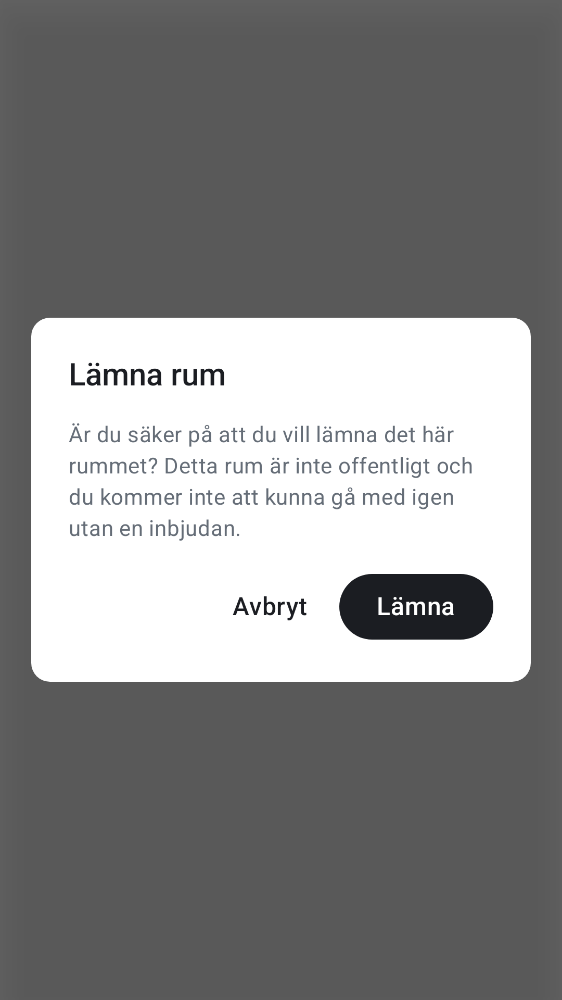 Lämna rum
Är du säker på att du vill lämna det här
rummet? Detta rum är inte offentligt och
du kommer inte att kunna gå med igen
utan en inbjudan.
Avbryt
Lämna